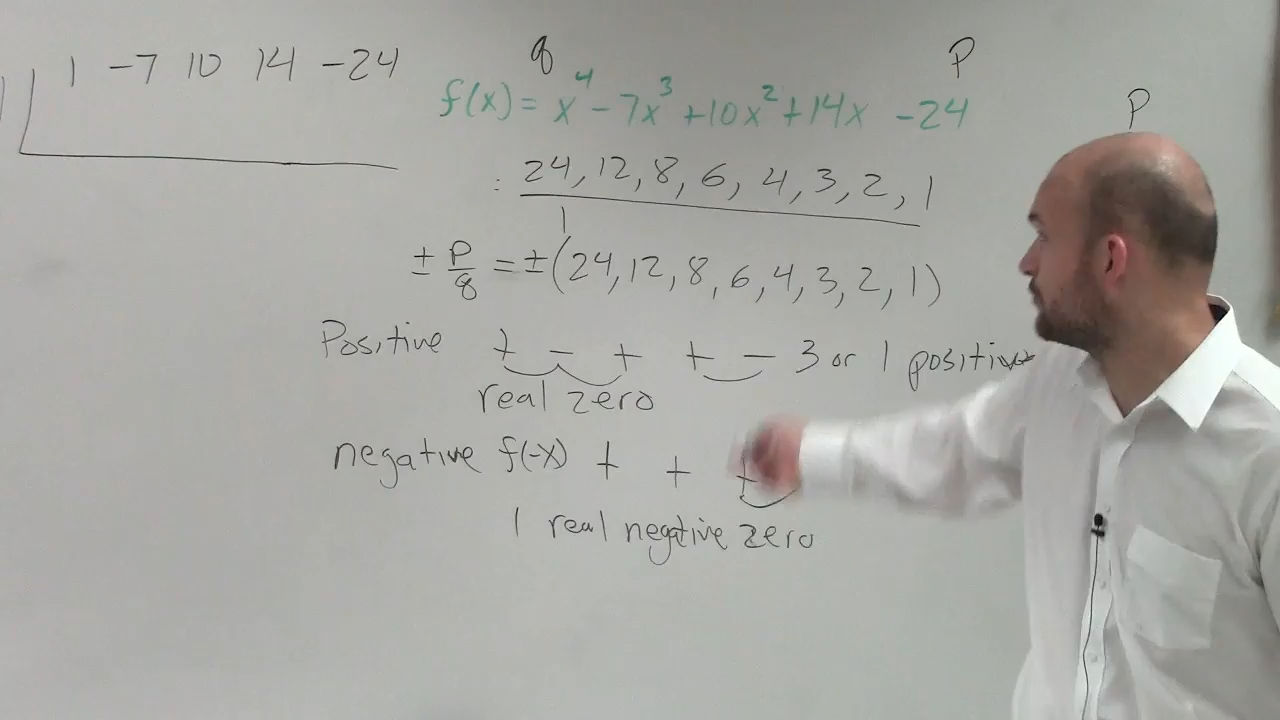 1 -7 10 14 -24
q P
f(x) = x⁴ - 7x³ + 10x² + 14x - 24
P
: 24, 12, 8, 6, 4, 3, 2, 1
1
± P/q = ± (24, 12, 8, 6, 4, 3, 2, 1)
Positive + - + + - 3 or 1 positive
real zero
negative f(-x) + + +
1 real negative zero